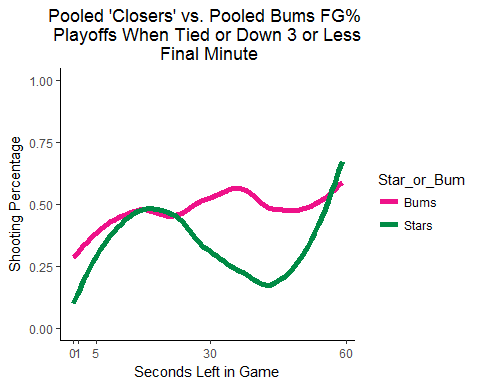 Pooled 'Closers' vs. Pooled Bums FG%
Playoffs When Tied or Down 3 or Less
Final Minute
1.00
0.75
0.50
0.25
0.00
Shooting Percentage
01 5 30 60
Seconds Left in Game
Star_or_Bum
Bums
Stars